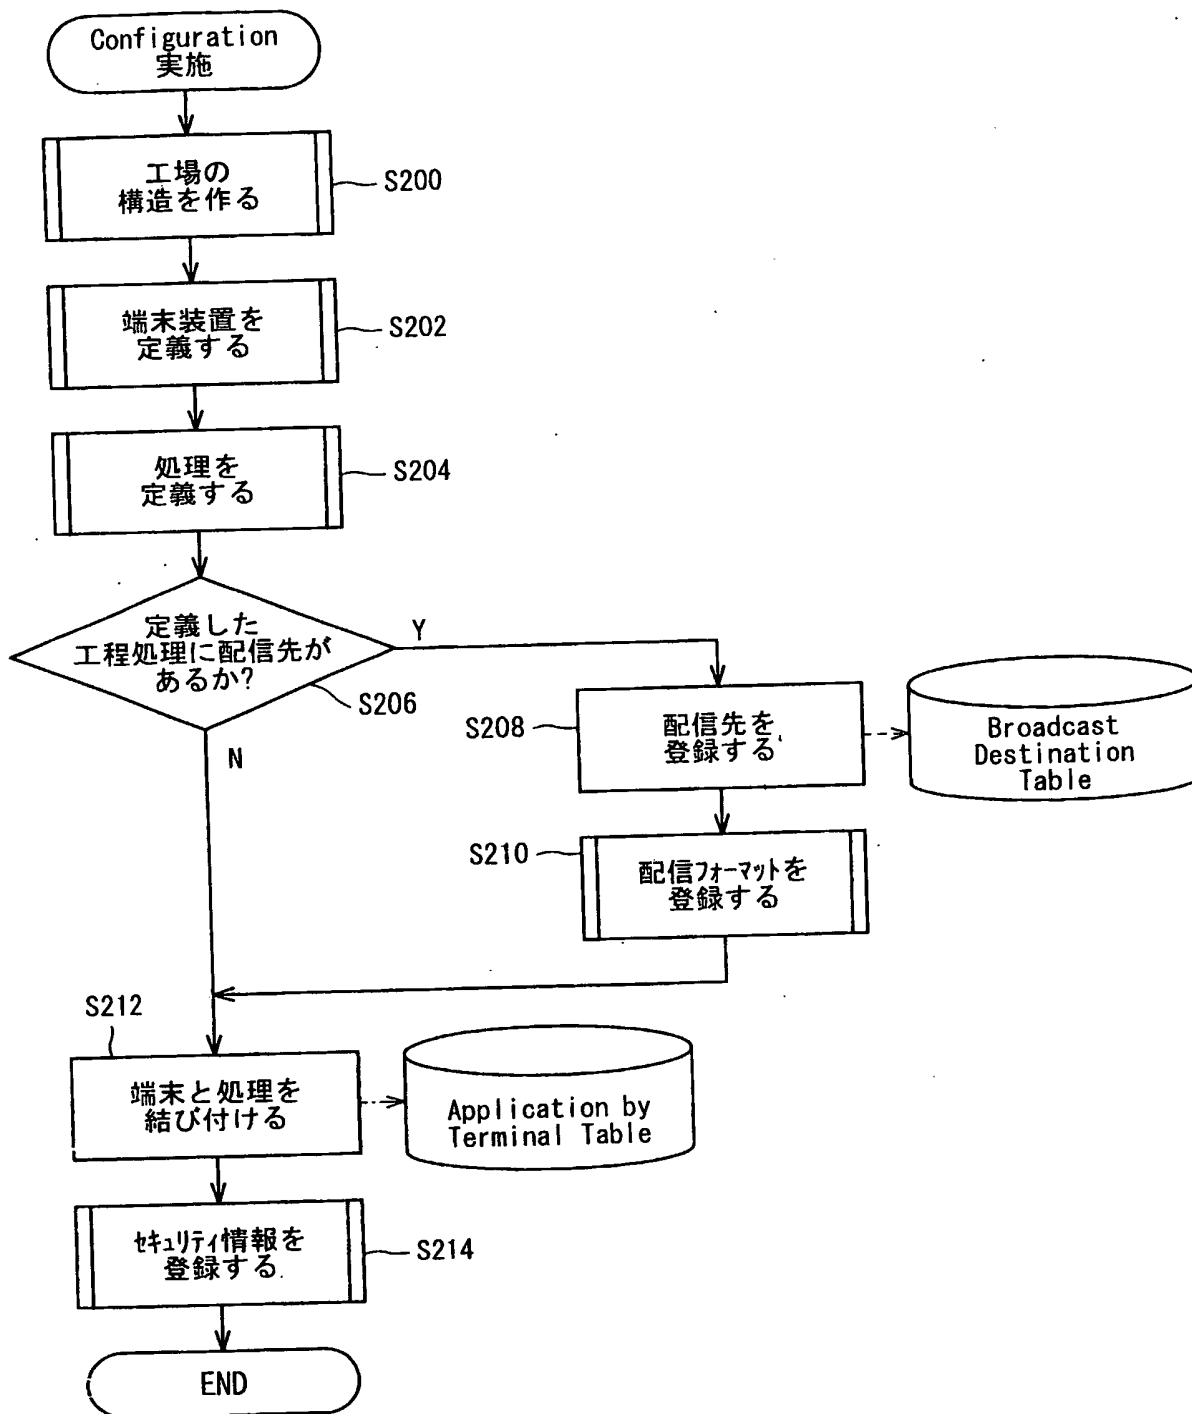 Configuration
実施
工場の
構造を作る
S200
端末装置を
定義する
S202
処理を
定義する
S204
定義した
工程処理に配信先が
あるか?
S206
Y
N
S208
配信先を
登録する
Broadcast
Destination
Table
S210
配信フォーマットを
登録する
S212
端末と処理を
結び付ける
Application by
Terminal Table
セキュリティ情報を
登録する
S214
END